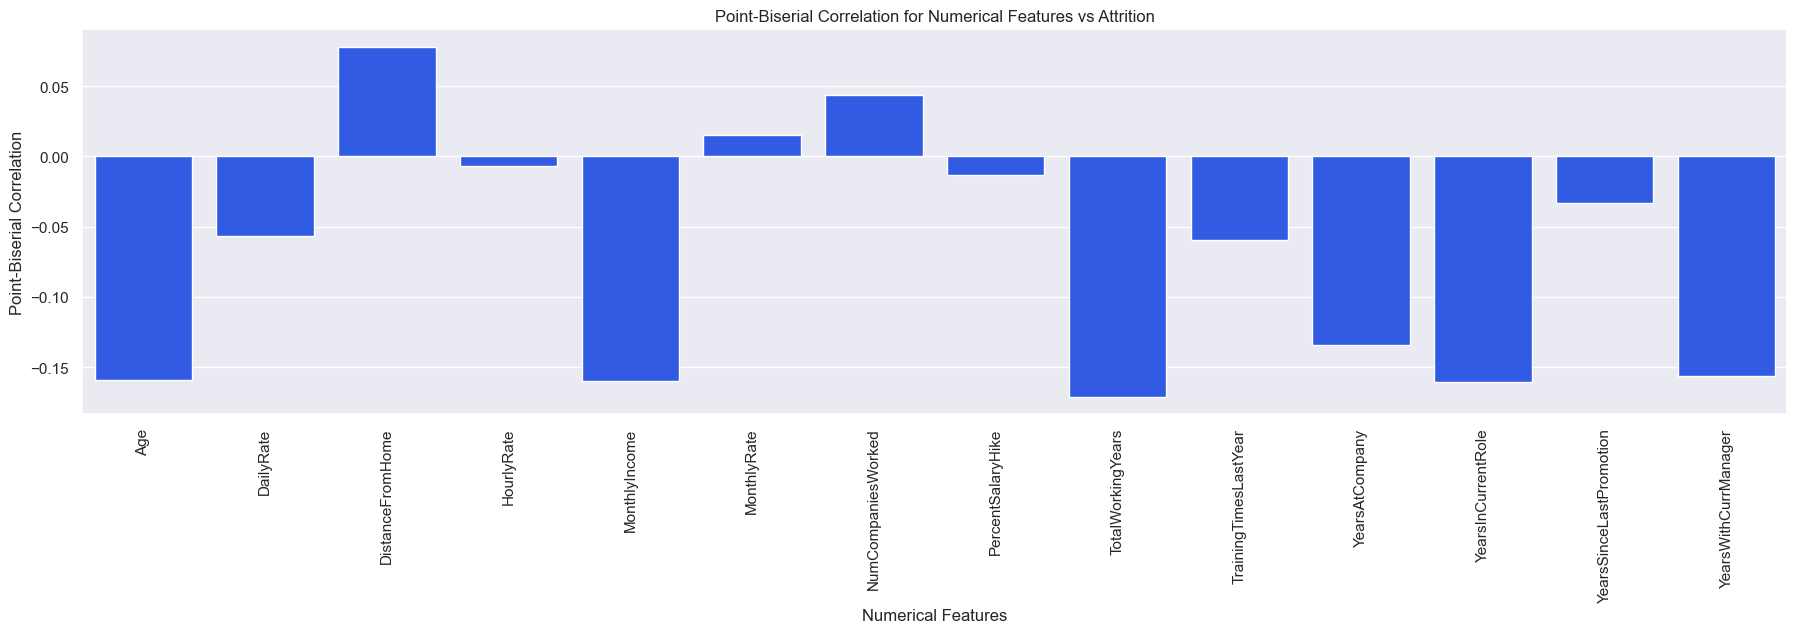 Point-Biserial Correlation for Numerical Features vs Attrition
Point-Biserial Correlation
0.05
0.00
−0.05
−0.10
−0.15
Age
DailyRate
DistanceFromHome
HourlyRate
MonthlyIncome
MonthlyRate
NumCompaniesWorked
PercentSalaryHike
TotalWorkingYears
TrainingTimesLastYear
YearsAtCompany
YearsInCurrentRole
YearsSinceLastPromotion
YearsWithCurrManager
Numerical Features